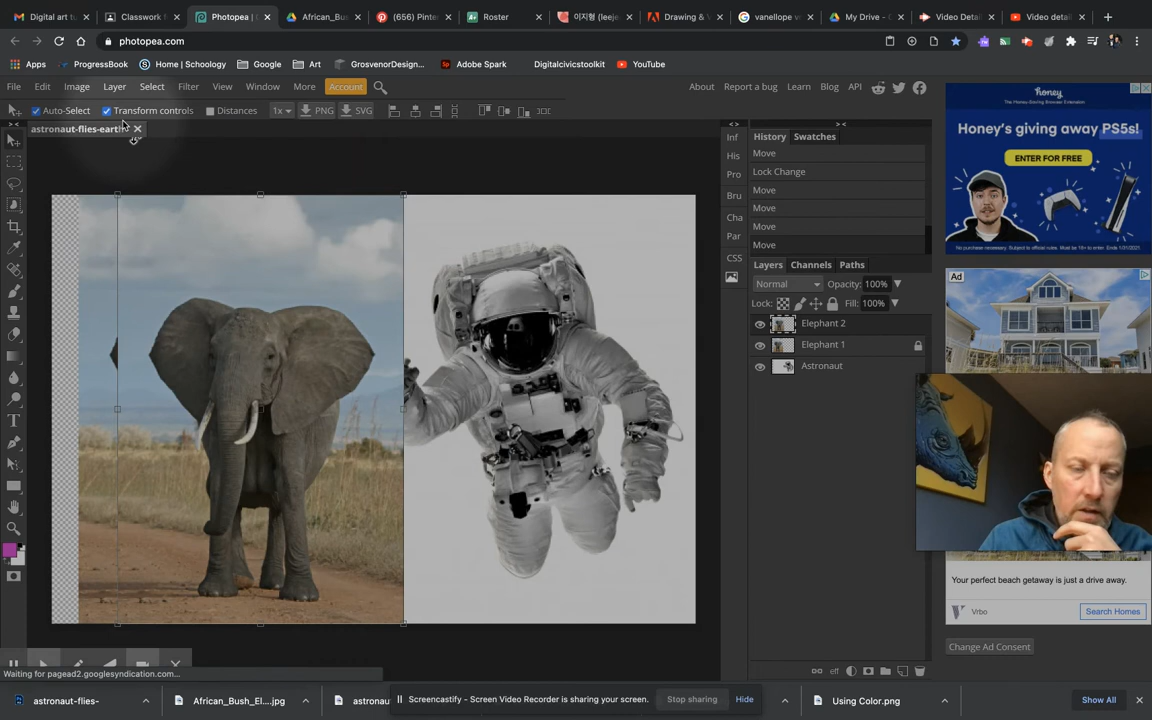 Digital art tu
Classwork f
Photopea |
African_Bu
(656) Pinte
Roster
이지형 (leeje
Drawing & V
vanellope v
My Drive -
Video Detai
Video detai
photopea.com
Apps
ProgressBook
Home | Schoology
Google
Art
GrosvenorDesign...
Adobe Spark
Digitalcivicstoolkit
YouTube
File Edit Image Layer Select Filter View Window More Account
About Report a bug Learn Blog API
Auto-Select Transform controls Distances 1x PNG SVG
astronaut-flies-earth
Inf
His
Pro
Bru
Cha
Par
CSS
History Swatches
Move
Lock Change
Move
Move
Move
Move
Layers Channels Paths
Normal Opacity: 100%
Lock: Fill: 100%
Elephant 2
Elephant 1
Astronaut
eff
honey
Honey's giving away PS5s!
ENTER FOR FREE
Ad
Your perfect beach getaway is just a drive away.
Vrbo
Search Homes
Change Ad Consent
Waiting for pagead2.googlesyndication.com...
astronaut-flies-
African_Bush_El....jpg
astronau
Screencastify - Screen Video Recorder is sharing your screen.
Stop sharing
Hide
Using Color.png
Show All